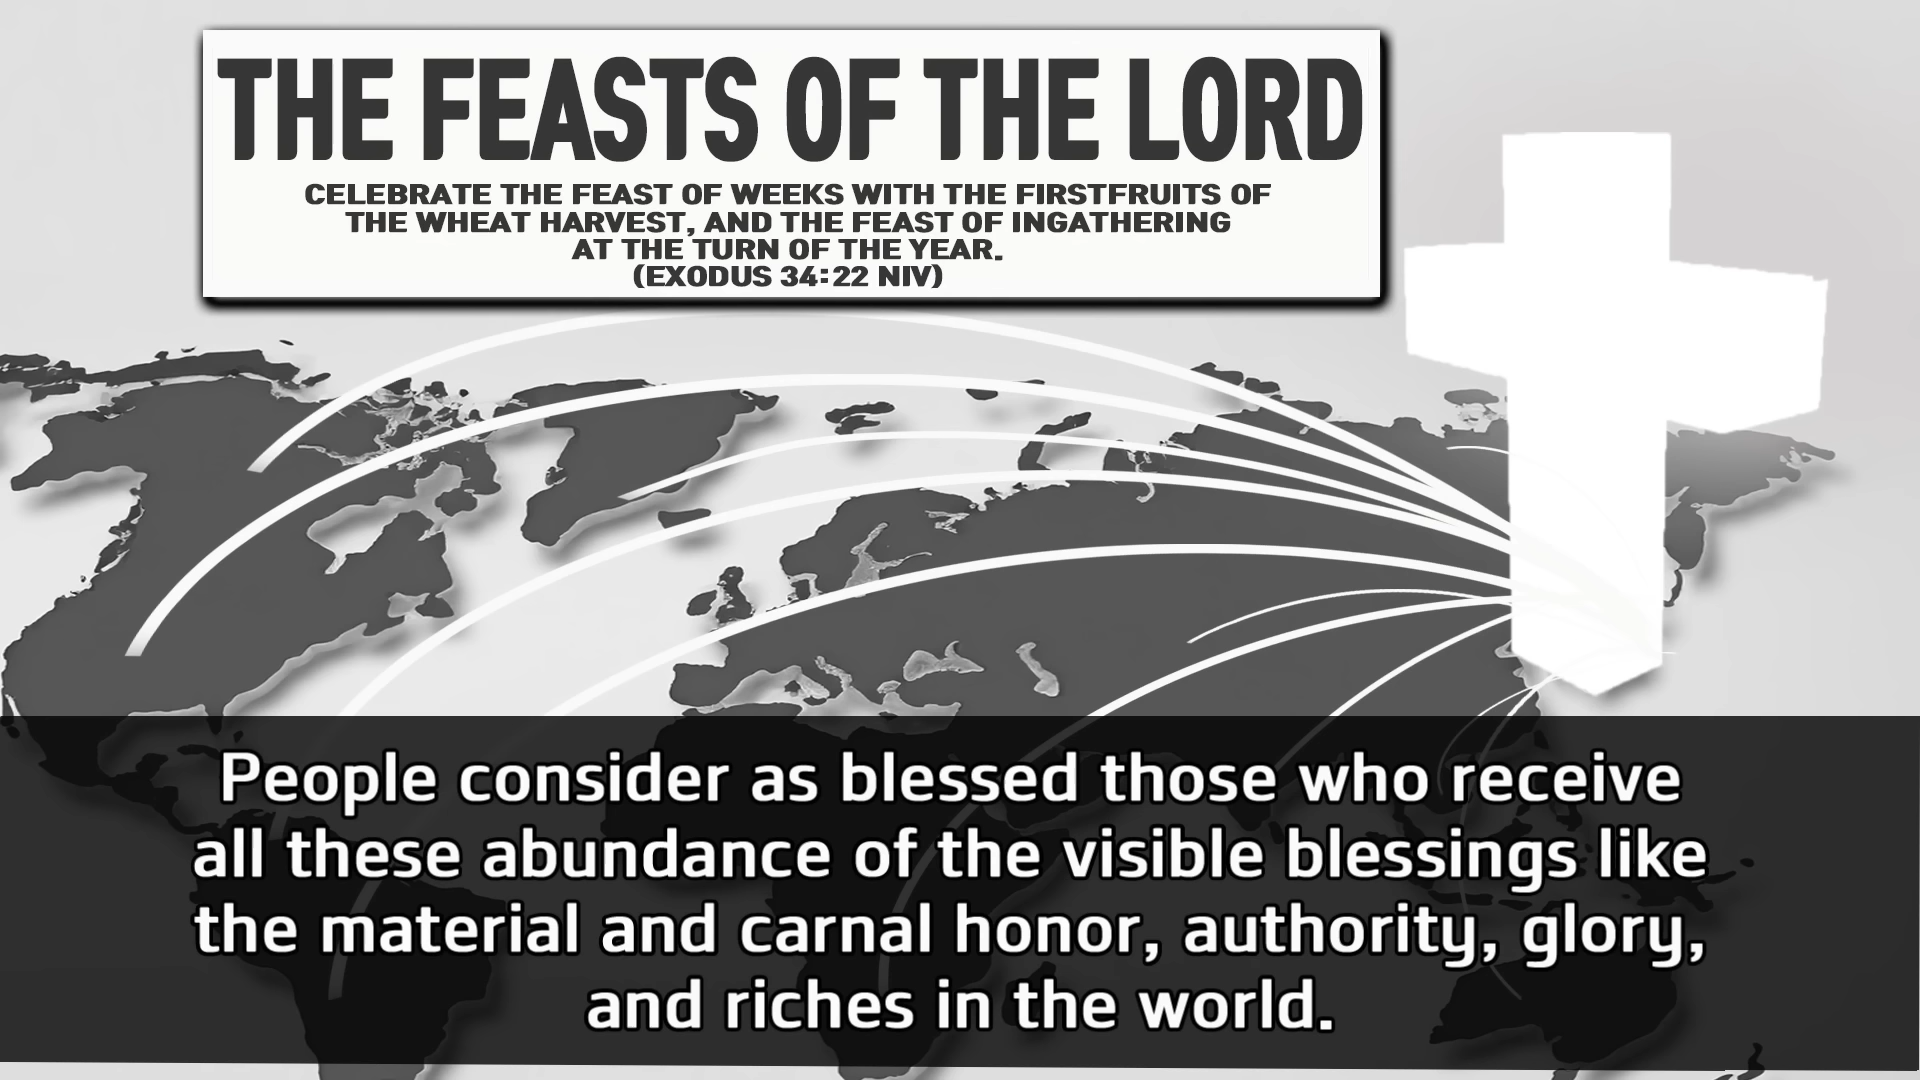 THE FEASTS OF THE LORD
CELEBRATE THE FEAST OF WEEKS WITH THE FIRSTFRUITS OF
THE WHEAT HARVEST, AND THE FEAST OF INGATHERING
AT THE TURN OF THE YEAR.
(EXODUS 34:22 NIV)
People consider as blessed those who receive
all these abundance of the visible blessings like
the material and carnal honor, authority, glory,
and riches in the world.